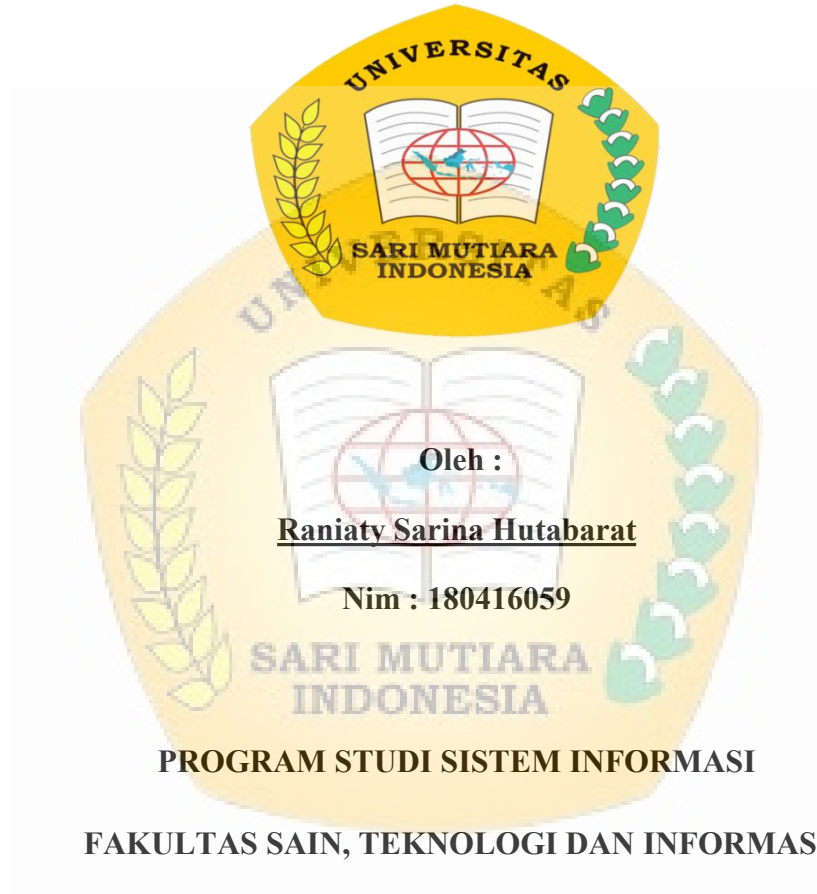 UNIVERSITAS
SARI MUTIARA
INDONESIA
UNIVERSITAS
Oleh :
Raniaty Sarina Hutabarat
Nim : 180416059
SARI MUTIARA
INDONESIA
PROGRAM STUDI SISTEM INFORMASI
FAKULTAS SAIN, TEKNOLOGI DAN INFORMAS